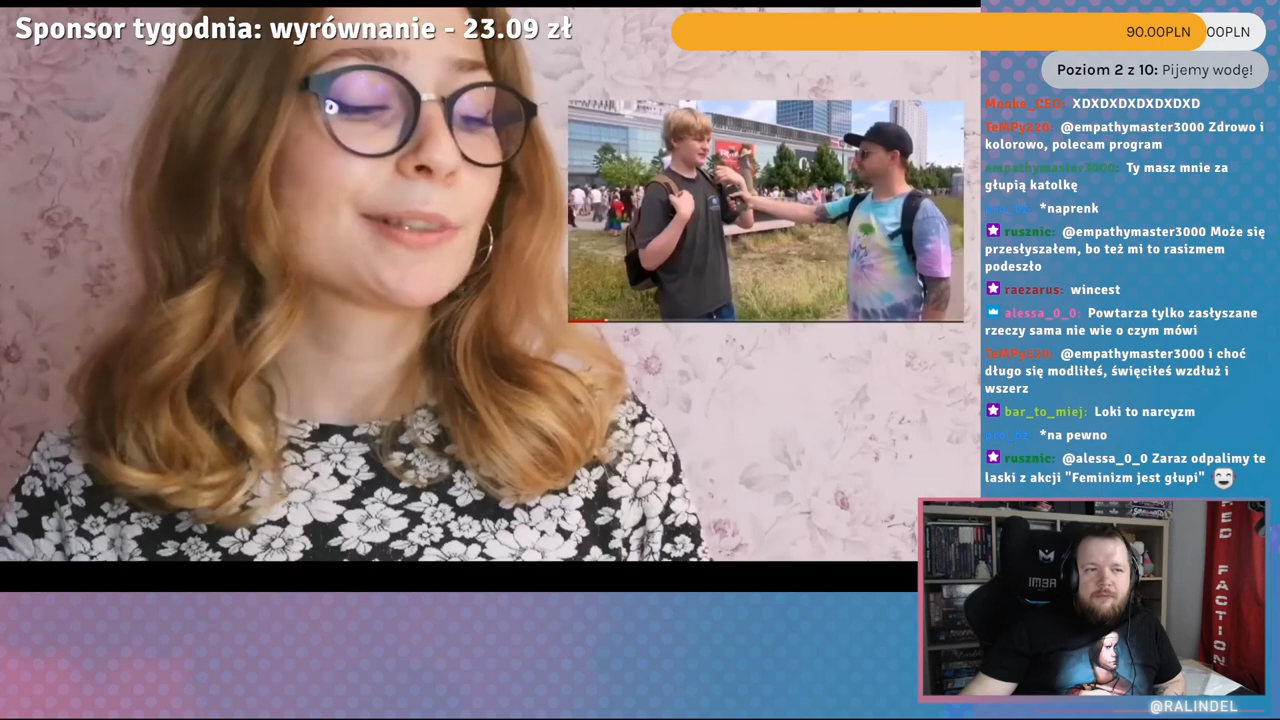 Sponsor tygodnia: wyrównanie - 23.09 zł
90.00PLN
00PLN
Poziom 2 z 10: Pijemy wodę!
XDXDXDXDXDXDXD
TeMPy220: @empathymaster3000 Zdrowo i
kolorowo, polecam program
empathymaster3000: Ty masz mnie za
głupią katolkę
*naprenk
rusznic: @empathymaster3000 Może się
przesłyszałem, bo też mi to rasizmem
podeszło
raezarus: wincest
alessa_0_0: Powtarza tylko zasłyszane
rzeczy sama nie wie o czym mówi
TeMPy220: @empathymaster3000 i choć
długo się modliłeś, święciłeś wzdłuż i
wszerz
bar_to_miej: Loki to narcyzm
*na pewno
rusznic: @alessa_0_0 Zaraz odpalimy te
laski z akcji "Feminizm jest głupi"
FACTION
@RALINDEL